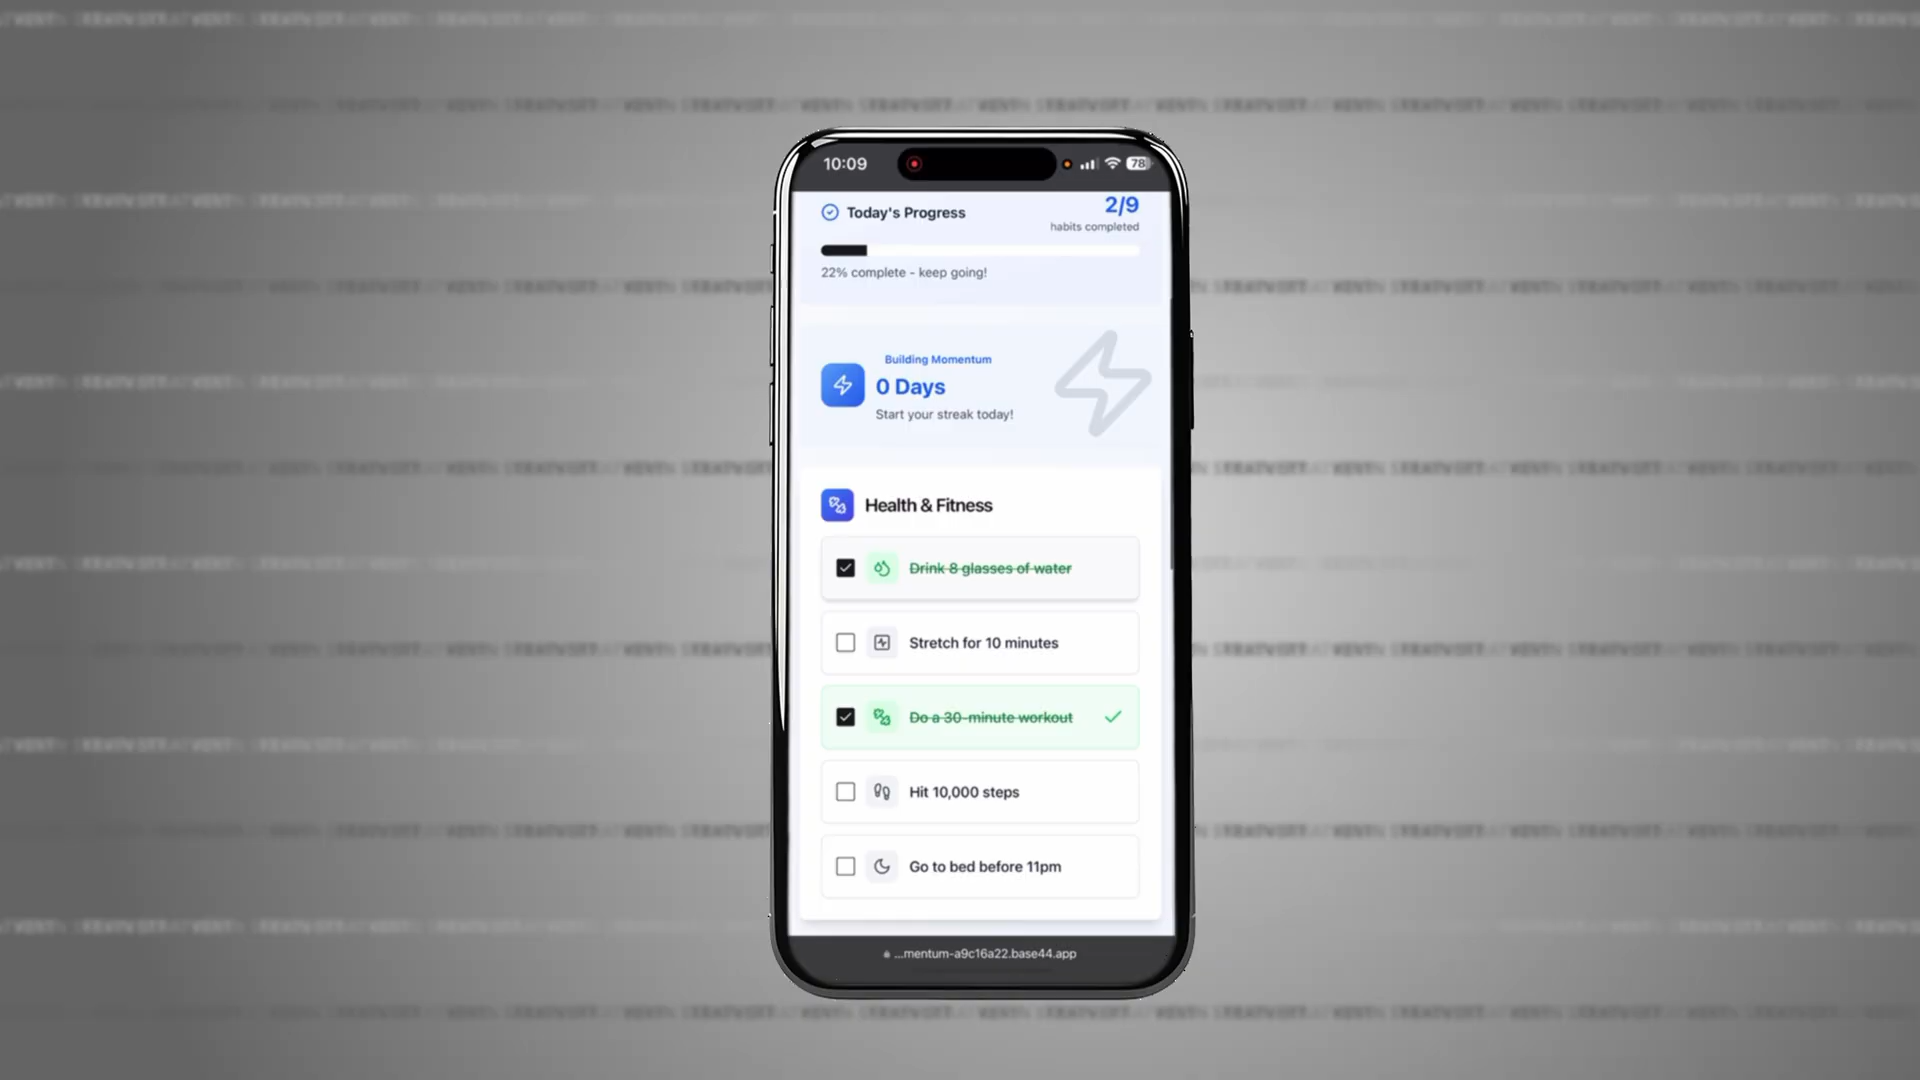 10:09
78
Today's Progress
2/9
habits completed
22% complete - keep going!
Building Momentum
0 Days
Start your streak today!
Health & Fitness
Drink 8 glasses of water
Stretch for 10 minutes
Do a 30-minute workout
Hit 10,000 steps
Go to bed before 11pm
...mentum-a9c16a22.base44.app